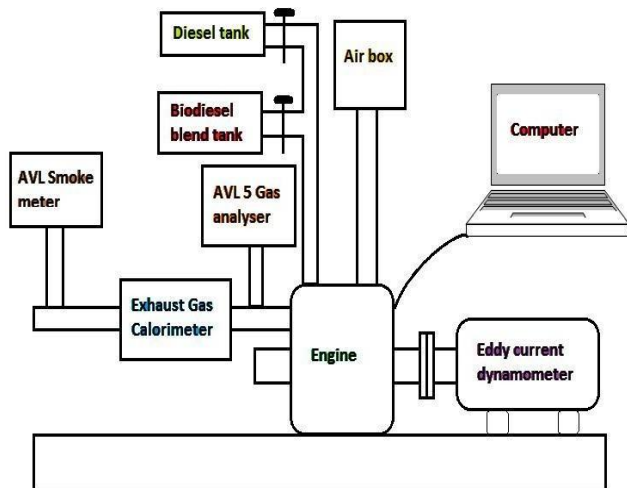 Diesel tank
Air box
Biodiesel
blend tank
Computer
AVL Smoke
meter
AVL 5 Gas
analyser
Exhaust Gas
Calorimeter
Engine
Eddy current
dynamometer